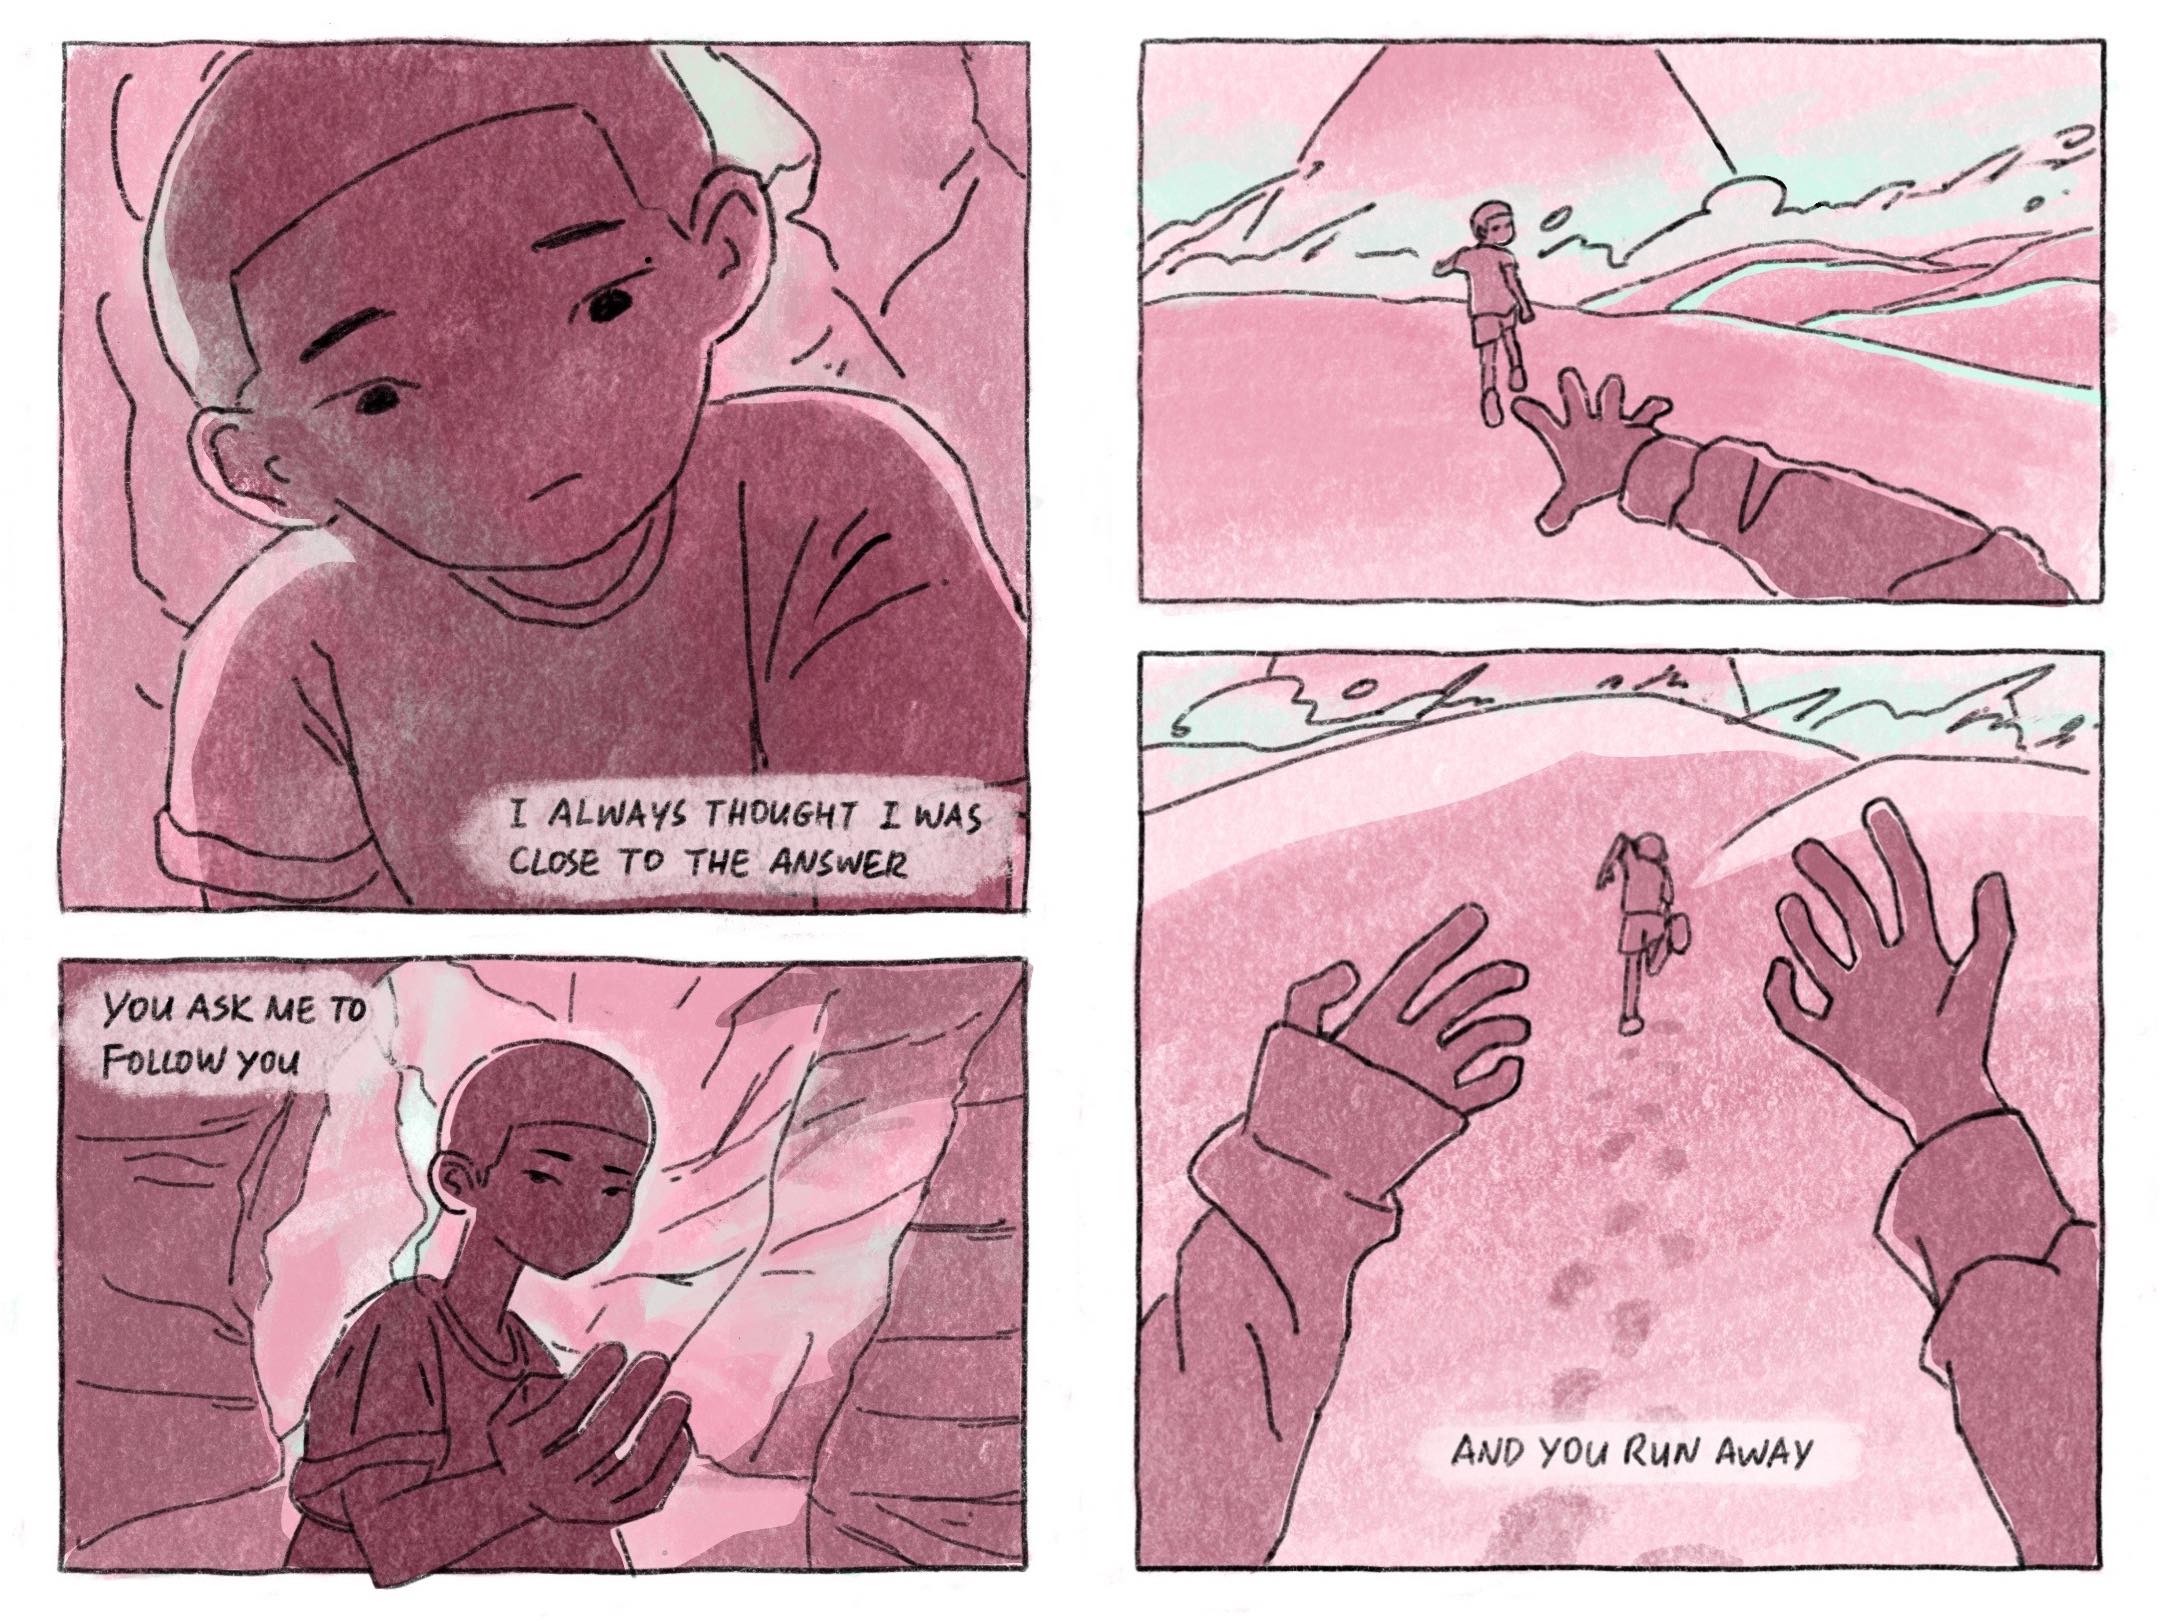 I ALWAYS THOUGHT I WAS
CLOSE TO THE ANSWER
YOU ASK ME TO
FOLLOW YOU
AND YOU RUN AWAY